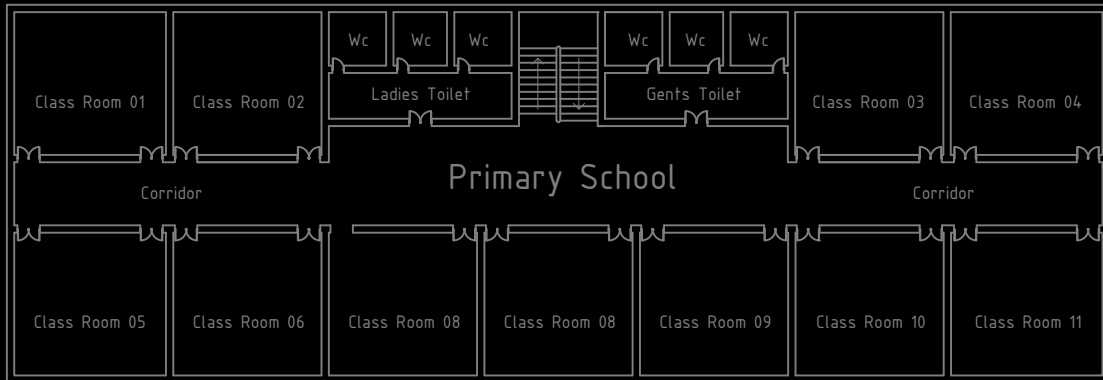 Wc
Wc
Wc
Wc
Wc
Wc
Class Room 01
Class Room 02
Ladies Toilet
Gents Toilet
Class Room 03
Class Room 04
Primary School
Corridor
Corridor
Class Room 05
Class Room 06
Class Room 08
Class Room 08
Class Room 09
Class Room 10
Class Room 11